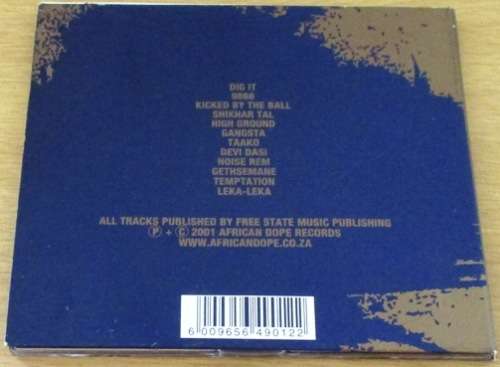 DIG IT
9000
KICKED BY THE BALL
SHIKHAR TAL
HIGH GROUND
GANGSTA
TAAKO
DEVI DASI
NOISE REM
GETHSEMANE
TEMPTATION
LEKA-LEKA
ALL TRACKS PUBLISHED BY FREE STATE MUSIC PUBLISHING
Ⓟ + © 2001 AFRICAN DOPE RECORDS
WWW.AFRICANDOPE.CO.ZA
6 009656 490122